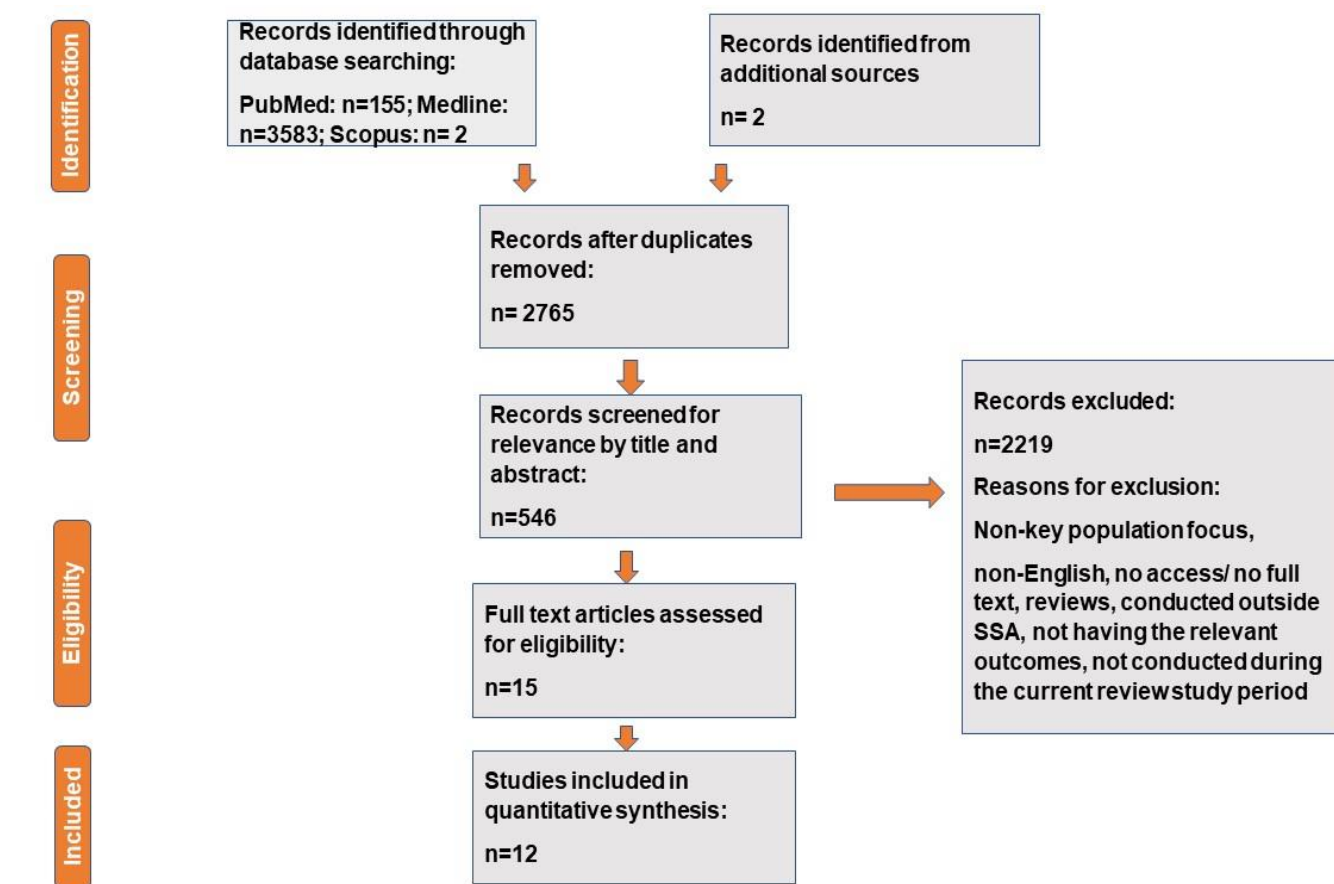 Identification
Records identified through
database searching:
PubMed: n=155; Medline:
n=3583; Scopus: n= 2
Records identified from
additional sources
n= 2
Screening
Records after duplicates
removed:
n= 2765
Records screened for
relevance by title and
abstract:
n=546
Records excluded:
n=2219
Reasons for exclusion:
Non-key population focus,
non-English, no access/ no full
text, reviews, conducted outside
SSA, not having the relevant
outcomes, not conducted during
the current review study period
Eligibility
Full text articles assessed
for eligibility:
n=15
Included
Studies included in
quantitative synthesis:
n=12